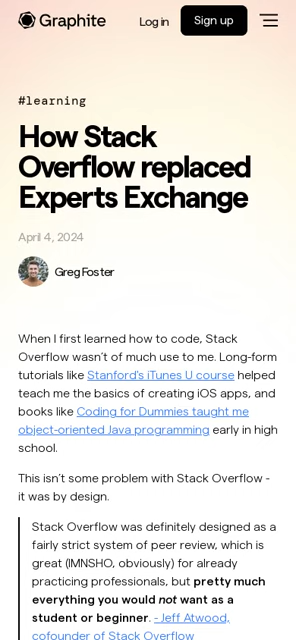 Graphite
Log in
Sign up
#learning
How Stack
Overflow replaced
Experts Exchange
April 4, 2024
Greg Foster
When I first learned how to code, Stack
Overflow wasn't of much use to me. Long-form
tutorials like Stanford's iTunes U course helped
teach me the basics of creating iOS apps, and
books like Coding for Dummies taught me
object-oriented Java programming early in high
school.
This isn't some problem with Stack Overflow -
it was by design.
Stack Overflow was definitely designed as a
fairly strict system of peer review, which is
great (IMNSHO, obviously) for already
practicing professionals, but pretty much
everything you would not want as a
student or beginner. - Jeff Atwood,
cofounder of Stack Overflow